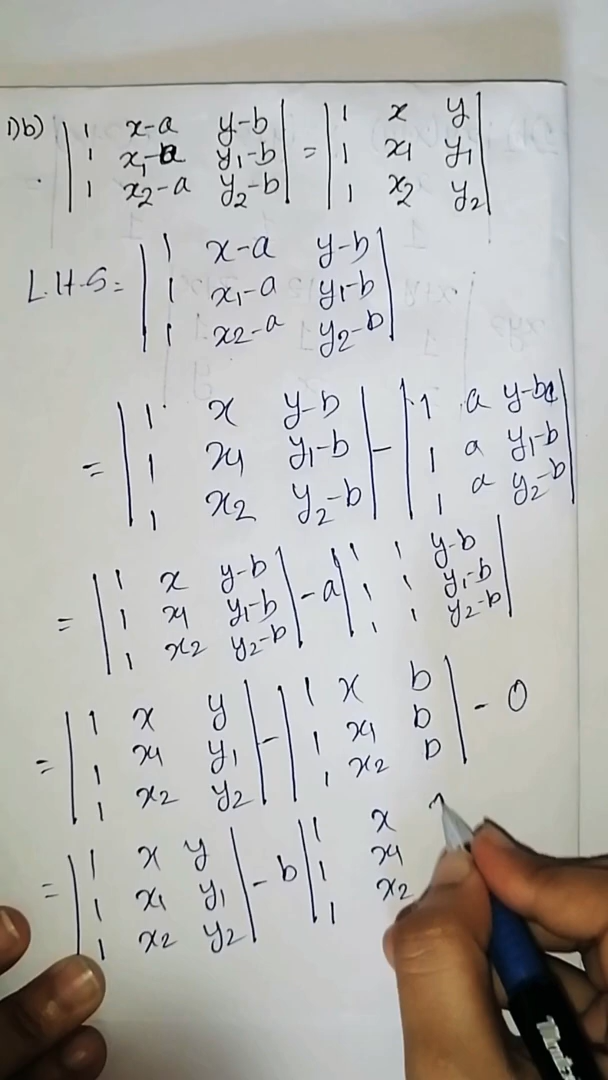 1)b) | 1 x-a y-b | = | 1 x y |
| 1 x₁-a y₁-b | | 1 x₁ y₁ |
| 1 x₂-a y₂-b | | 1 x₂ y₂ |
L.H.S = | 1 x-a y-b |
| 1 x₁-a y₁-b |
| 1 x₂-a y₂-b |
= | 1 x y-b | - | 1 a y-b |
| 1 x₁ y₁-b | | 1 a y₁-b |
| 1 x₂ y₂-b | | 1 a y₂-b |
= | 1 x y-b | - a | 1 1 y-b |
| 1 x₁ y₁-b | | 1 1 y₁-b |
| 1 x₂ y₂-b | | 1 1 y₂-b |
= | 1 x y | - | 1 x b | - 0
| 1 x₁ y₁ | | 1 x₁ b |
| 1 x₂ y₂ | | 1 x₂ b |
= | 1 x y | - b | 1 x
| 1 x₁ y₁ | | 1 x₁
| 1 x₂ y₂ | | 1 x₂